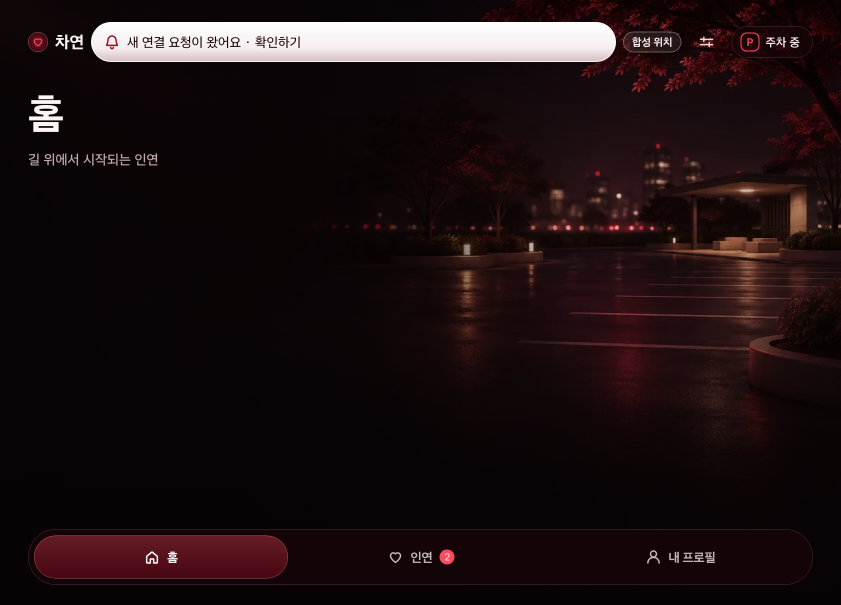 차연
새 연결 요청이 왔어요 · 확인하기
합성 위치
P 주차 중
홈
길 위에서 시작되는 인연
홈
인연 2
내 프로필